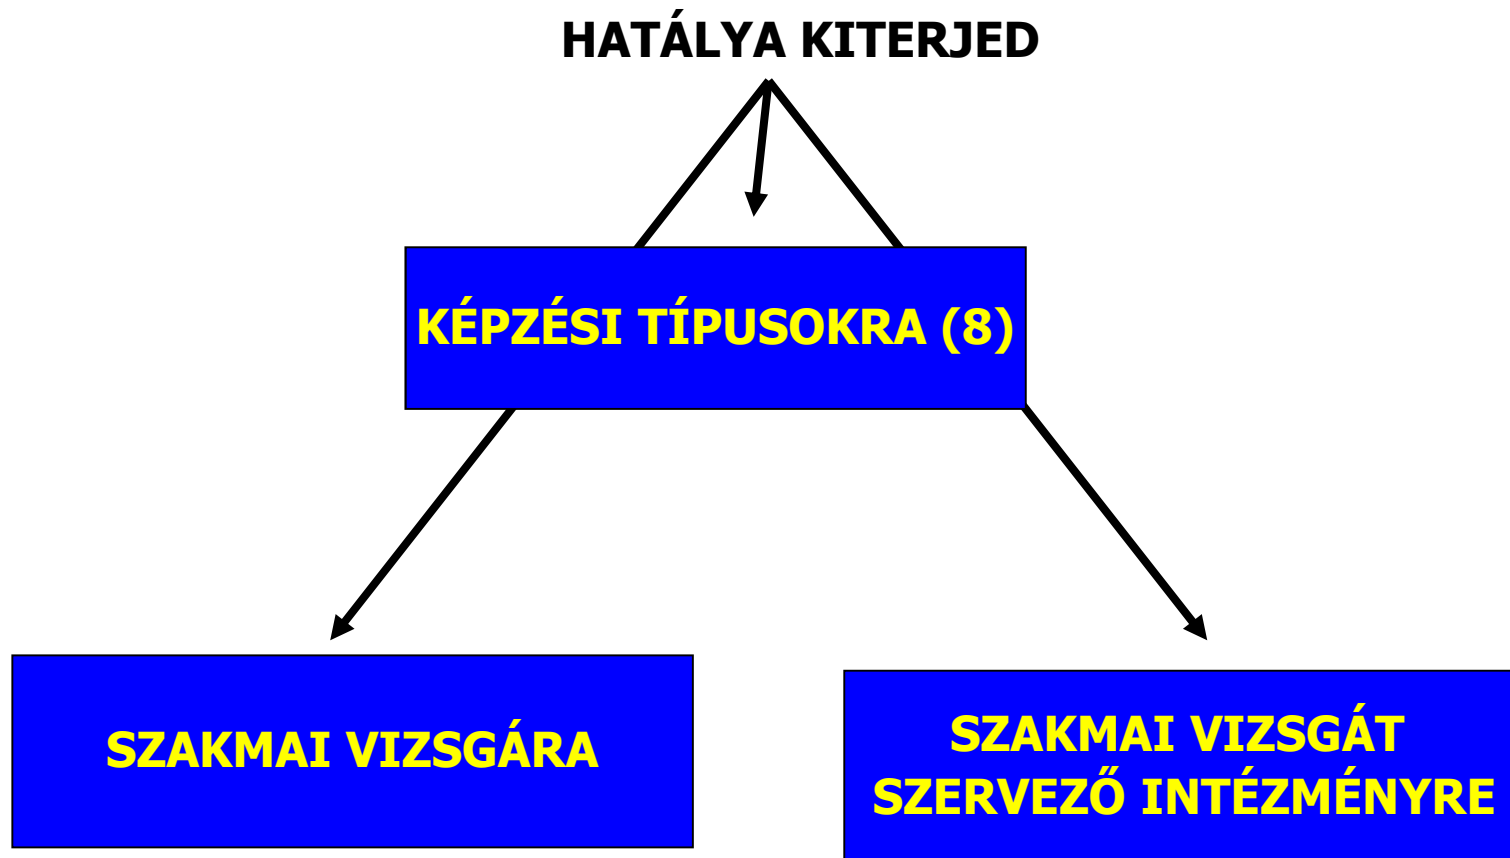 HATÁLYA KITERJED
KÉPZÉSI TÍPUSOKRA (8)
SZAKMAI VIZSGÁRA
SZAKMAI VIZSGÁT
SZERVEZŐ INTÉZMÉNYRE